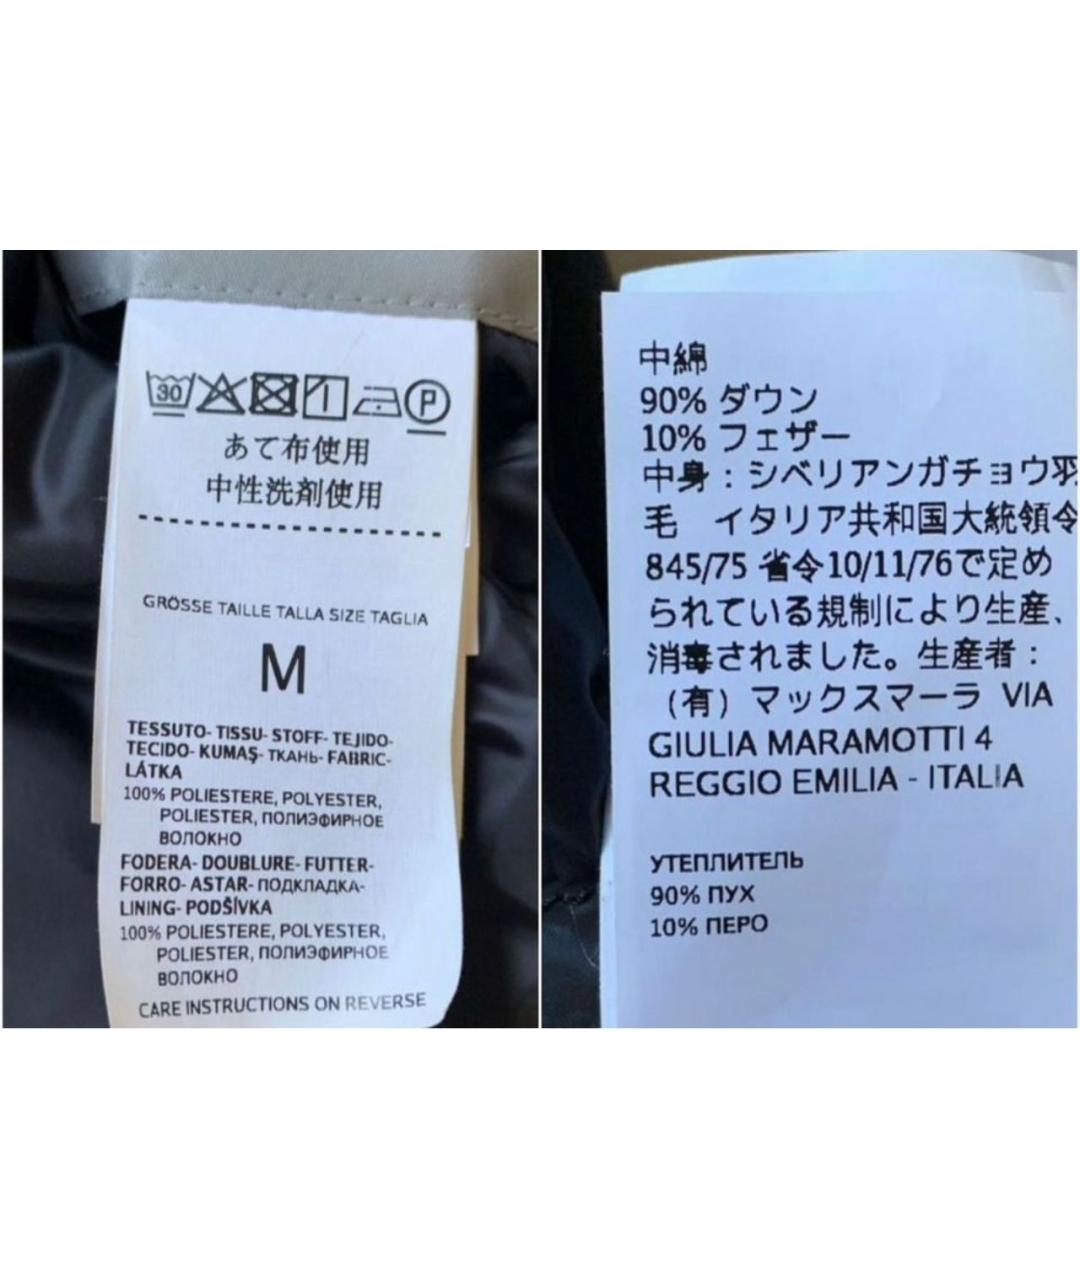 30
P
あて布使用
中性洗剤使用
GRÖSSE TAILLE TALLA SIZE TAGLIA
M
TESSUTO- TISSU- STOFF- TEJIDO-
TECIDO- KUMAŞ- ТКАНЬ- FABRIC-
LÁTKA
100% POLIESTERE, POLYESTER,
POLIESTER, ПОЛИЭФИРНОЕ
ВОЛОКНО
FODERA- DOUBLURE- FUTTER-
FORRO- ASTAR- ПОДКЛАДКА-
LINING- PODŠÍVKA
100% POLIESTERE, POLYESTER,
POLIESTER, ПОЛИЭФИРНОЕ
ВОЛОКНО
CARE INSTRUCTIONS ON REVERSE
中綿
90% ダウン
10% フェザー
中身：シベリアンガチョウ羽
毛　イタリア共和国大統領令
845/75 省令10/11/76で定め
られている規制により生産、
消毒されました。生産者：
（有）マックスマーラ VIA
GIULIA MARAMOTTI 4
REGGIO EMILIA - ITALIA
УТЕПЛИТЕЛЬ
90% ПУХ
10% ПЕРО